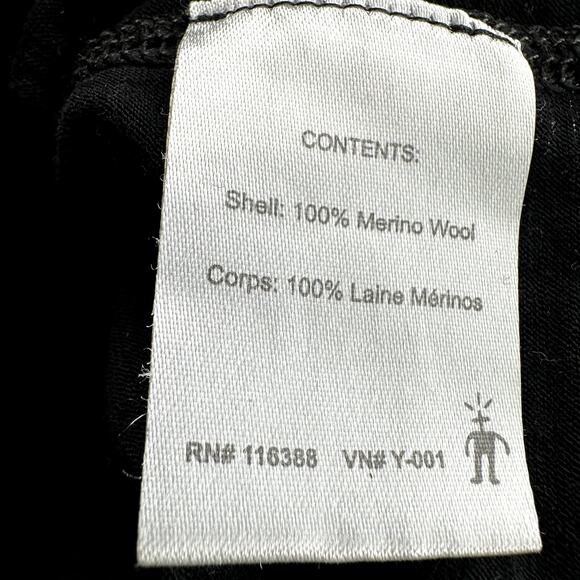 CONTENTS:
Shell: 100% Merino Wool
Corps: 100% Laine Mérinos
RN# 116388 VN# Y-001